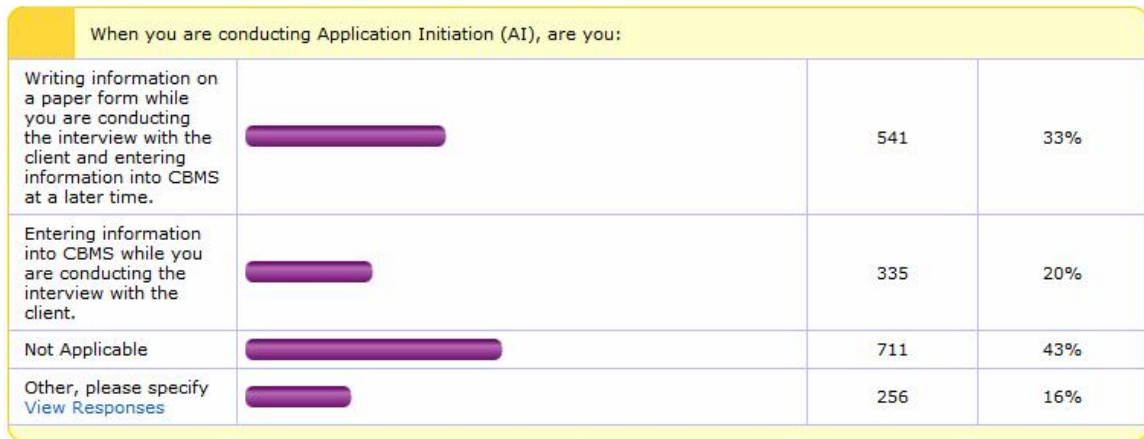 When you are conducting Application Initiation (AI), are you:
Writing information on
a paper form while
you are conducting
the interview with the
client and entering
information into CBMS
at a later time.
541
33%
Entering information
into CBMS while you
are conducting the
interview with the
client.
335
20%
Not Applicable
711
43%
Other, please specify
View Responses
256
16%